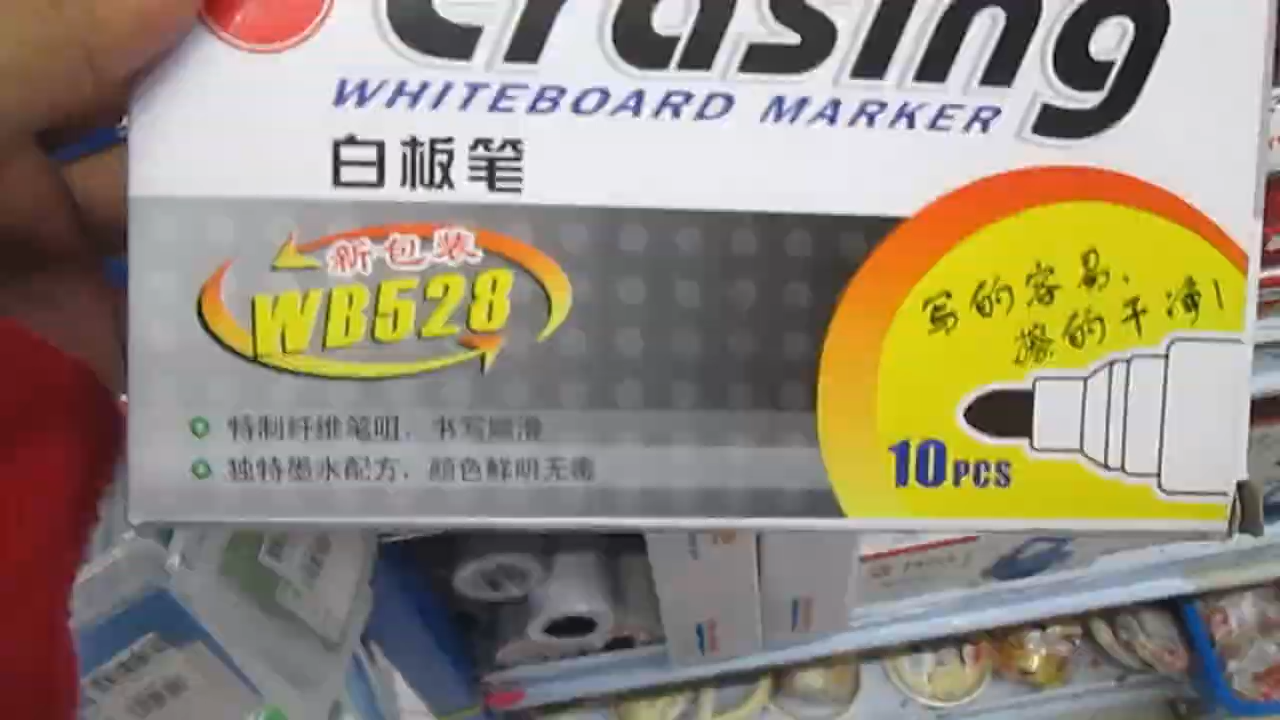 Erasing
WHITEBOARD MARKER
白板笔
新包装
WB528
写的容易、
擦的干净!
特制纤维笔咀，书写圆滑
独特墨水配方，颜色鲜明无毒
10PCS